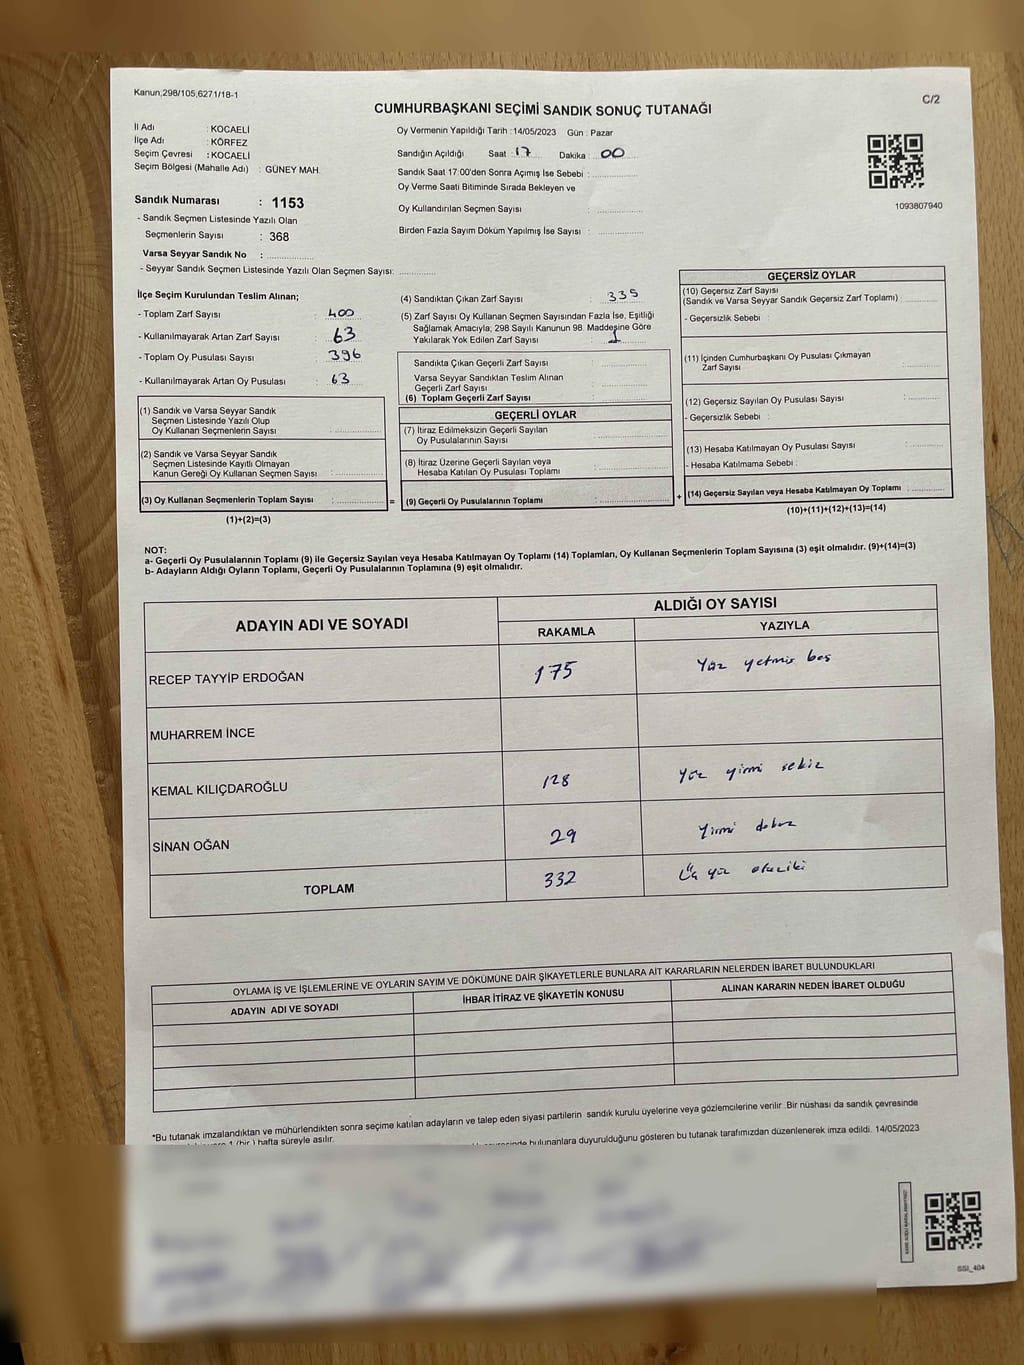 Kanun,298/105,6271/18-1
C/2
CUMHURBAŞKANI SEÇİMİ SANDIK SONUÇ TUTANAĞI
İl Adı : KOCAELİ
İlçe Adı : KÖRFEZ
Seçim Çevresi : KOCAELİ
Seçim Bölgesi (Mahalle Adı) : GÜNEY MAH.
Oy Vermenin Yapıldığı Tarih :14/05/2023 Gün : Pazar
Sandığın Açıldığı Saat : 17 Dakika : 00
Sandık Saat 17:00'den Sonra Açımış İse Sebebi :
Oy Verme Saati Bitiminde Sırada Bekleyen ve
Oy Kullandırılan Seçmen Sayısı :
Birden Fazla Sayım Döküm Yapılmış İse Sayısı :
1093807940
Sandık Numarası : 1153
- Sandık Seçmen Listesinde Yazılı Olan
Seçmenlerin Sayısı : 368
Varsa Seyyar Sandık No :
- Seyyar Sandık Seçmen Listesinde Yazılı Olan Seçmen Sayısı:
İlçe Seçim Kurulundan Teslim Alınan;
- Toplam Zarf Sayısı : 400
- Kullanılmayarak Artan Zarf Sayısı : 63
- Toplam Oy Pusulası Sayısı : 396
- Kullanılmayarak Artan Oy Pusulası : 63
(1) Sandık ve Varsa Seyyar Sandık
Seçmen Listesinde Yazılı Olup
Oy Kullanan Seçmenlerin Sayısı :
(2) Sandık ve Varsa Seyyar Sandık
Seçmen Listesinde Kayıtlı Olmayan
Kanun Gereği Oy Kullanan Seçmen Sayısı :
(3) Oy Kullanan Seçmenlerin Toplam Sayısı :
(1)+(2)=(3)
=
(4) Sandıktan Çıkan Zarf Sayısı : 335
(5) Zarf Sayısı Oy Kullanan Seçmen Sayısından Fazla İse, Eşitliği
Sağlamak Amacıyla; 298 Sayılı Kanunun 98. Maddesine Göre
Yakılarak Yok Edilen Zarf Sayısı : 1
Sandıkta Çıkan Geçerli Zarf Sayısı :
Varsa Seyyar Sandıktan Teslim Alınan
Geçerli Zarf Sayısı :
(6) Toplam Geçerli Zarf Sayısı :
GEÇERLİ OYLAR
(7) İtiraz Edilmeksizin Geçerli Sayılan
Oy Pusulalarının Sayısı :
(8) İtiraz Üzerine Geçerli Sayılan veya
Hesaba Katılan Oy Pusulası Toplamı :
(9) Geçerli Oy Pusulalarının Toplamı :
+
GEÇERSİZ OYLAR
(10) Geçersiz Zarf Sayısı
(Sandık ve Varsa Seyyar Sandık Geçersiz Zarf Toplamı) :
- Geçersizlik Sebebi :
(11) İçinden Cumhurbaşkanı Oy Pusulası Çıkmayan
Zarf Sayısı :
(12) Geçersiz Sayılan Oy Pusulası Sayısı :
- Geçersizlik Sebebi :
(13) Hesaba Katılmayan Oy Pusulası Sayısı :
- Hesaba Katılmama Sebebi :
(14) Geçersiz Sayılan veya Hesaba Katılmayan Oy Toplamı :
(10)+(11)+(12)+(13)=(14)
NOT:
a- Geçerli Oy Pusulalarının Toplamı (9) ile Geçersiz Sayılan veya Hesaba Katılmayan Oy Toplamı (14) Toplamları, Oy Kullanan Seçmenlerin Toplam Sayısına (3) eşit olmalıdır. (9)+(14)=(3)
b- Adayların Aldığı Oyların Toplamı, Geçerli Oy Pusulalarının Toplamına (9) eşit olmalıdır.
ADAYIN ADI VE SOYADI
ALDIĞI OY SAYISI
RAKAMLA YAZIYLA
RECEP TAYYİP ERDOĞAN 175 Yüz yetmiş beş
MUHARREM İNCE
KEMAL KILIÇDAROĞLU 128 Yüz yirmi sekiz
SİNAN OĞAN 29 Yirmi dokuz
TOPLAM 332 Üç yüz otuziki
OYLAMA İŞ VE İŞLEMLERİNE VE OYLARIN SAYIM VE DÖKÜMÜNE DAİR ŞİKAYETLERLE BUNLARA AİT KARARLARIN NELERDEN İBARET BULUNDUKLARI
ADAYIN ADI VE SOYADI İHBAR İTİRAZ VE ŞİKAYETİN KONUSU ALINAN KARARIN NEDEN İBARET OLDUĞU
*Bu tutanak imzalandıktan ve mühürlendikten sonra seçime katılan adayların ve talep eden siyasi partilerin sandık kurulu üyelerine veya gözlemcilerine verilir .Bir nüshası da sandık çevresinde
1 (bir ) hafta süreyle asılır.
bulunanlara duyurulduğunu gösteren bu tutanak tarafımızdan düzenlenerek imza edildi. 14/05/2023
SSI_404